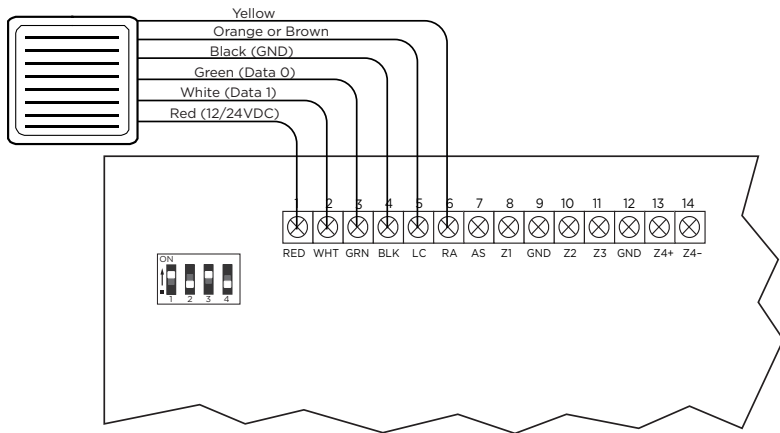 Yellow
Orange or Brown
Black (GND)
Green (Data 0)
White (Data 1)
Red (12/24VDC)
1 2 3 4 5 6 7 8 9 10 11 12 13 14
RED WHT GRN BLK LC RA AS Z1 GND Z2 Z3 GND Z4+ Z4-
ON
1 2 3 4